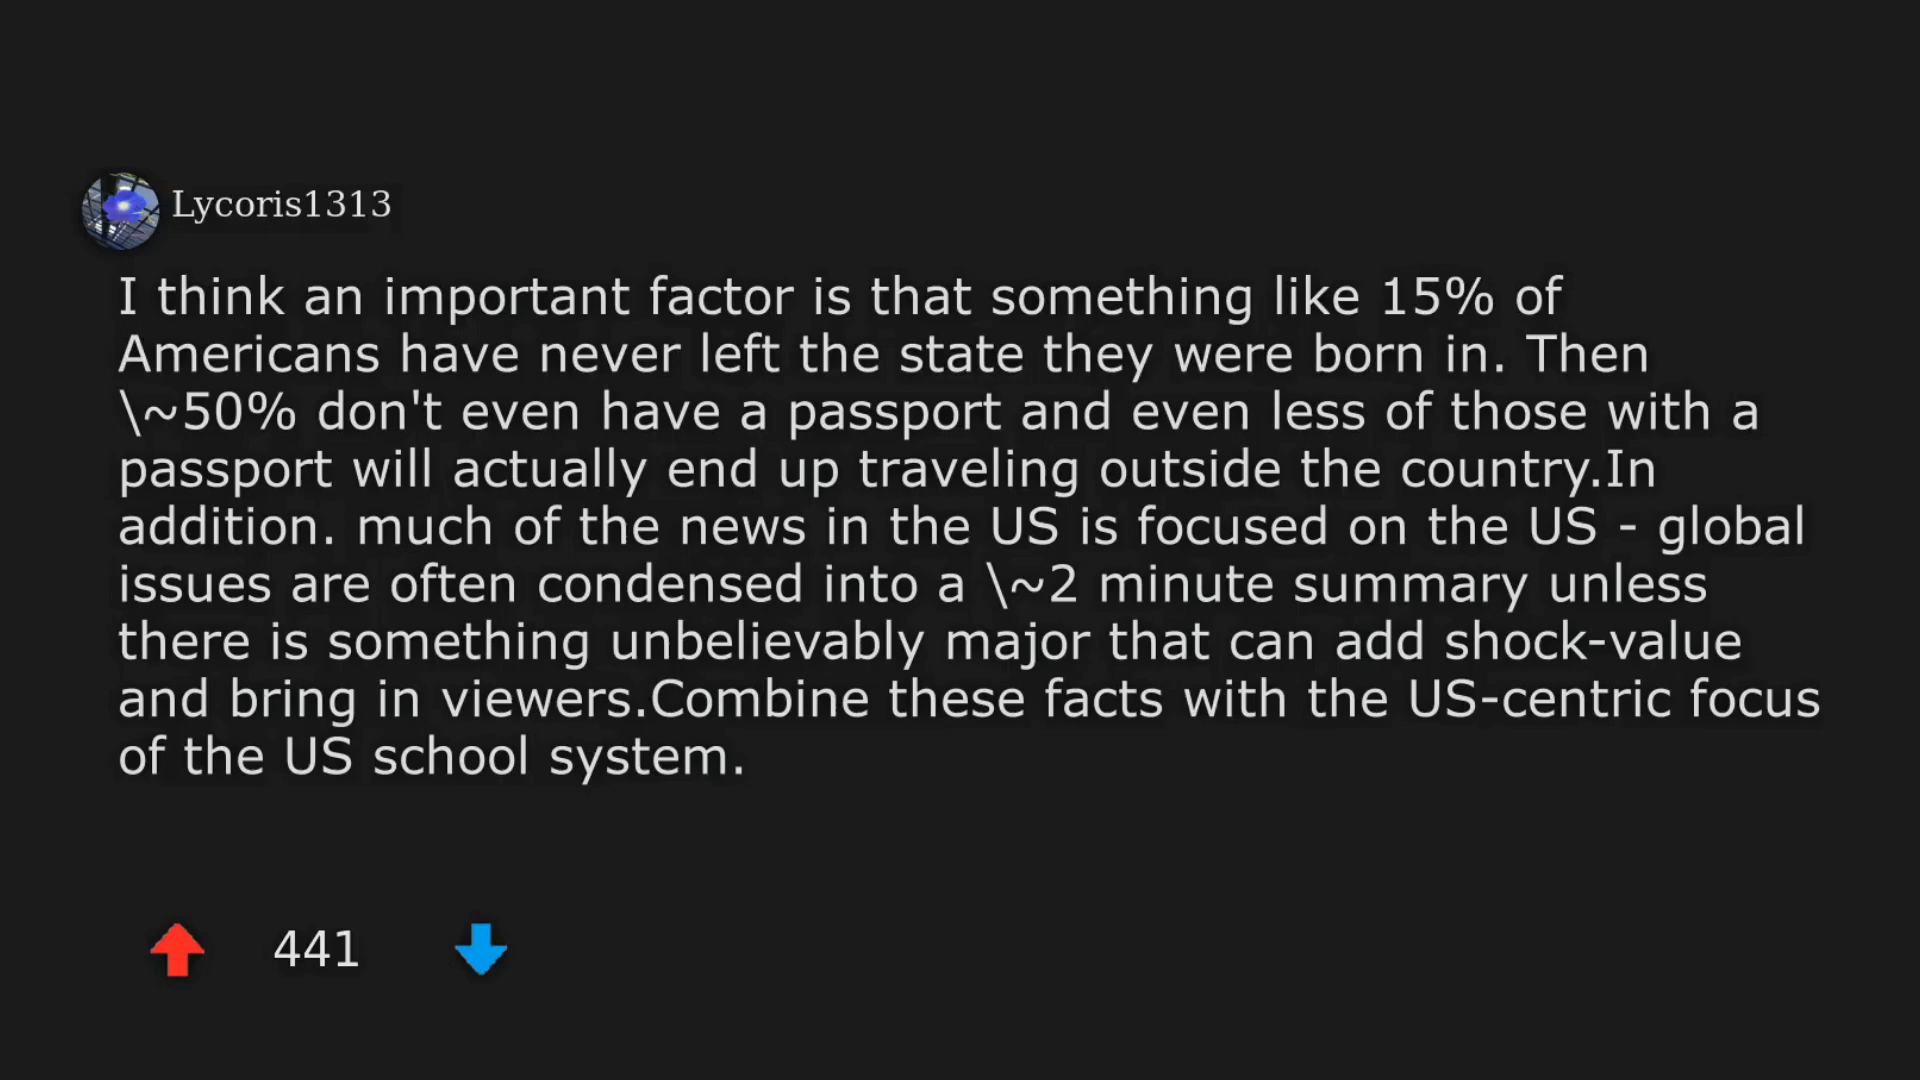 Lycoris1313
I think an important factor is that something like 15% of
Americans have never left the state they were born in. Then
\~50% don't even have a passport and even less of those with a
passport will actually end up traveling outside the country.In
addition. much of the news in the US is focused on the US - global
issues are often condensed into a \~2 minute summary unless
there is something unbelievably major that can add shock-value
and bring in viewers.Combine these facts with the US-centric focus
of the US school system.
441